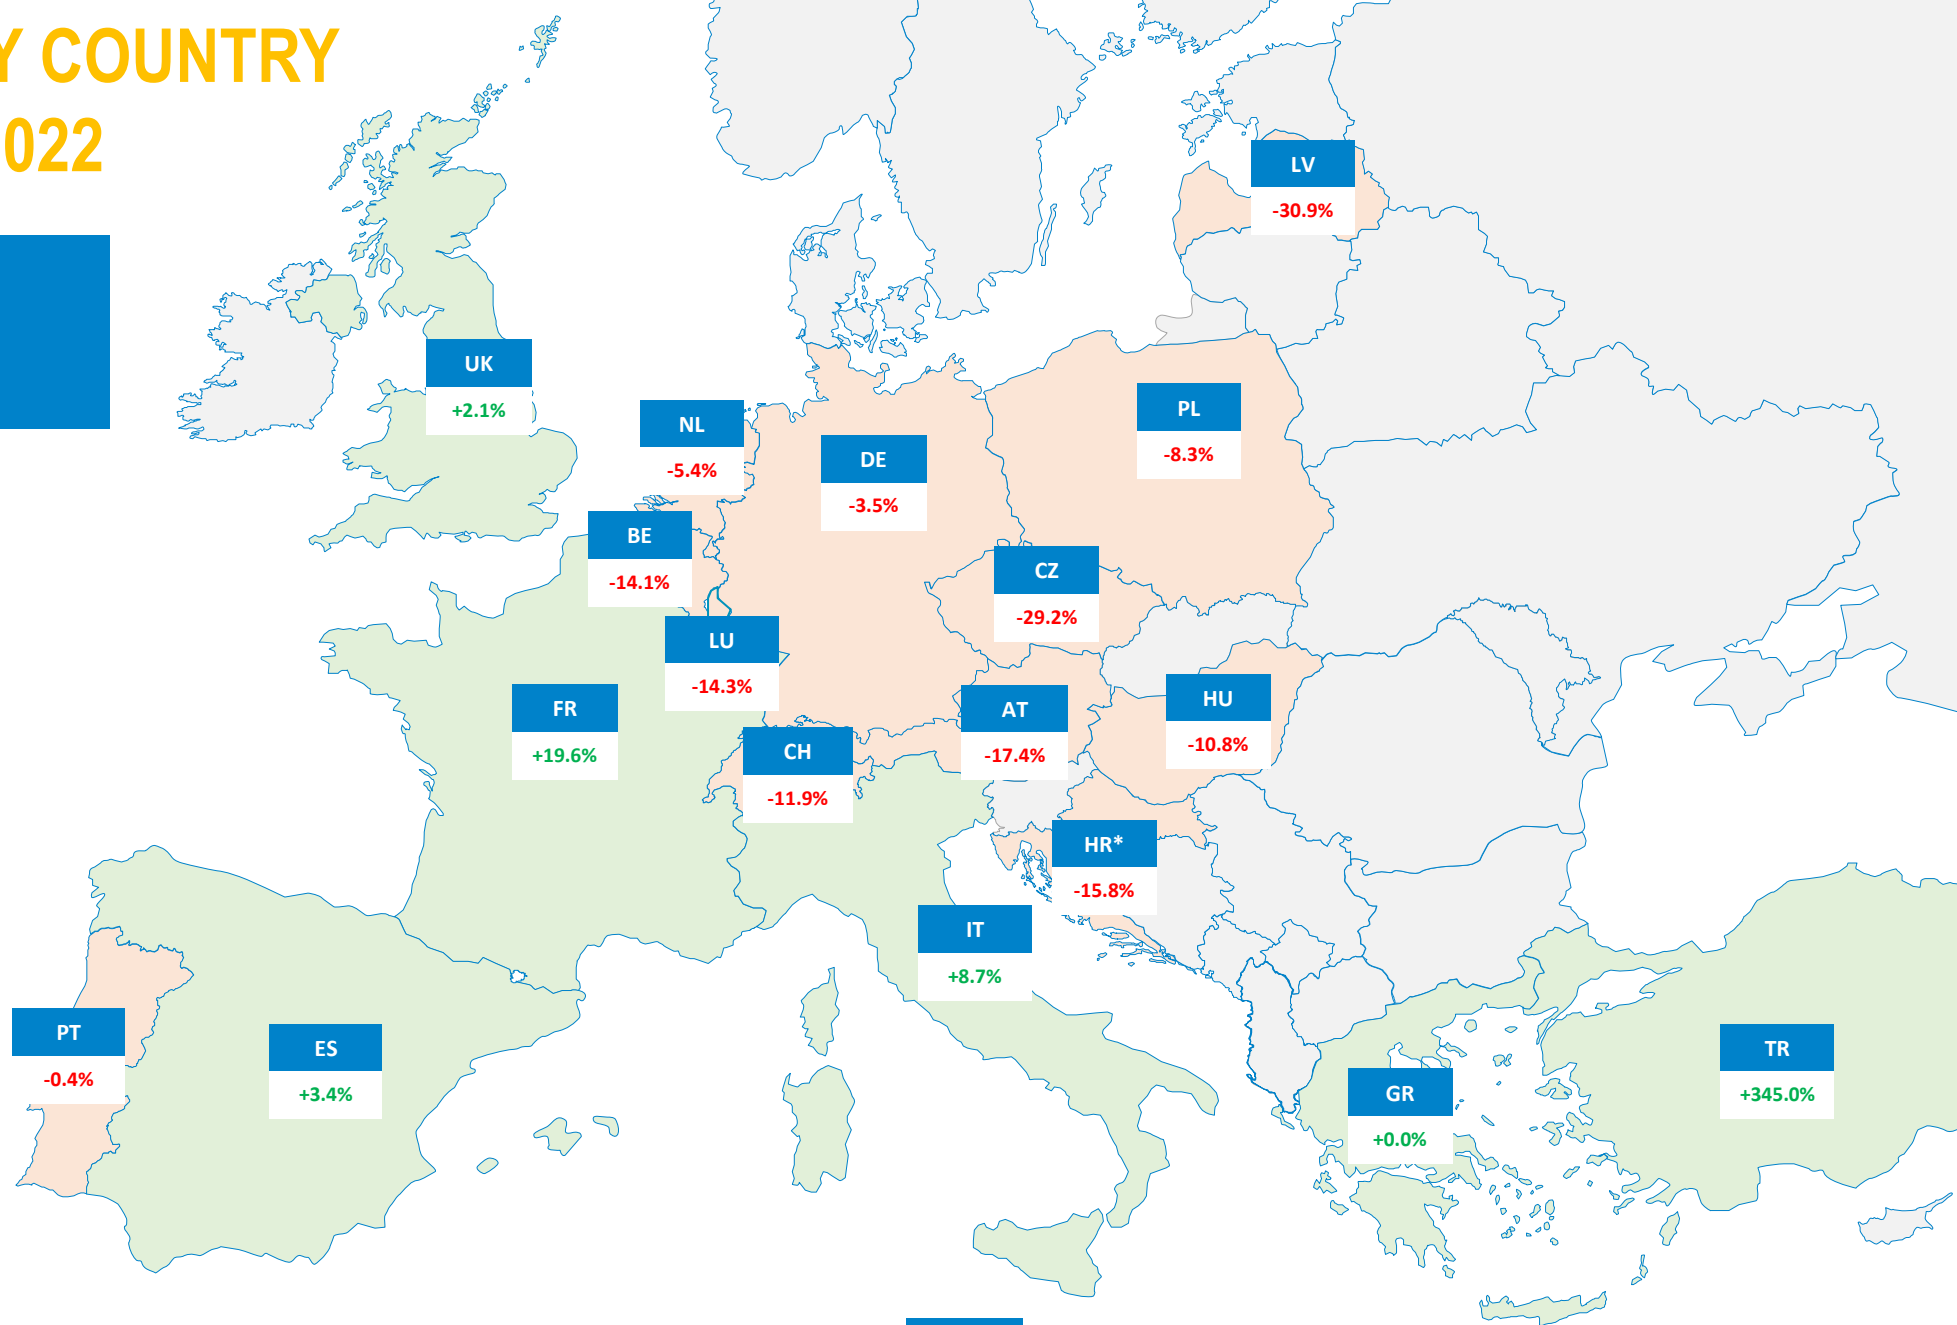 Y COUNTRY
022
LV
-30.9%
UK
+2.1%
NL
-5.4%
DE
-3.5%
PL
-8.3%
BE
-14.1%
CZ
-29.2%
LU
-14.3%
FR
+19.6%
CH
-11.9%
AT
-17.4%
HU
-10.8%
HR*
-15.8%
IT
+8.7%
PT
-0.4%
ES
+3.4%
GR
+0.0%
TR
+345.0%